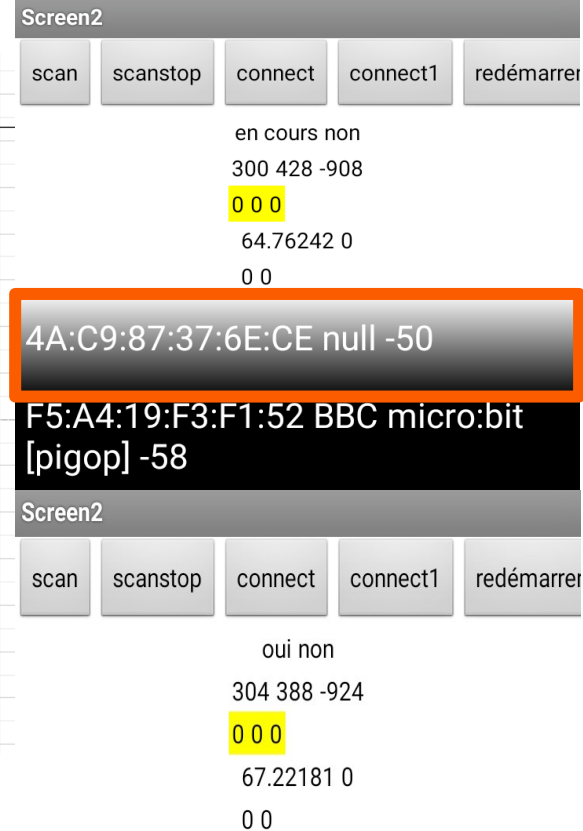 Screen2
scan scanstop connect connect1 redémarrer
en cours non
300 428 -908
0 0 0
64.76242 0
0 0
4A:C9:87:37:6E:CE null -50
F5:A4:19:F3:F1:52 BBC micro:bit
[pigop] -58
Screen2
scan scanstop connect connect1 redémarrer
oui non
304 388 -924
0 0 0
67.22181 0
0 0